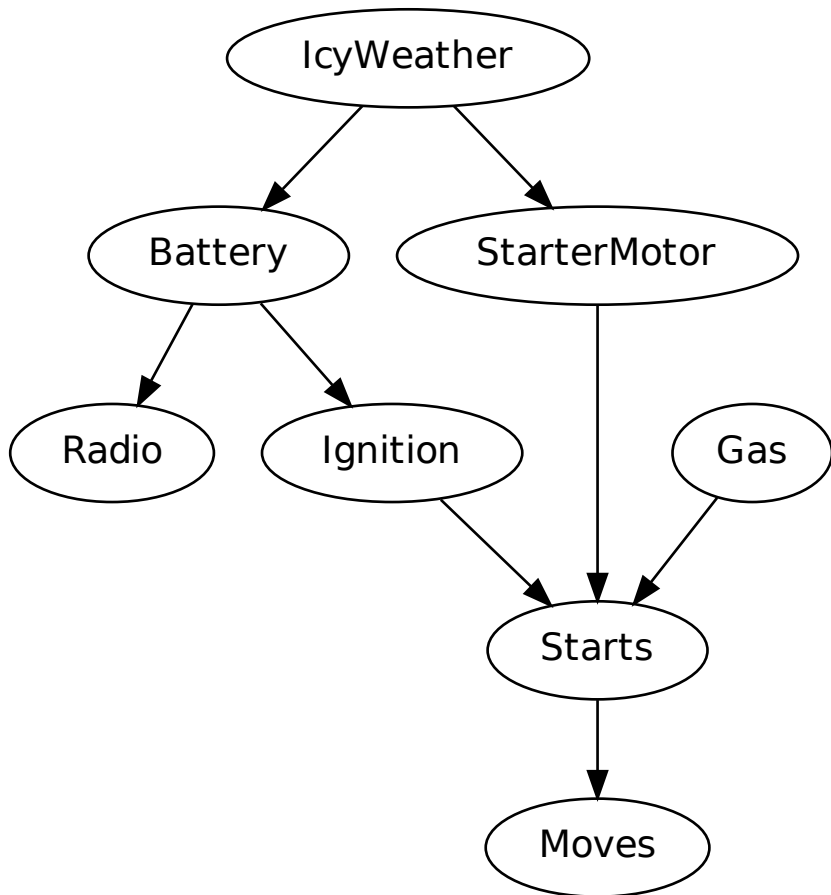 IcyWeather
Battery
StarterMotor
Radio
Ignition
Gas
Starts
Moves